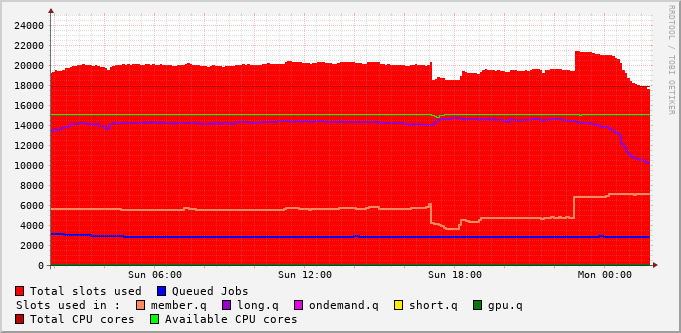 24000
22000
20000
18000
16000
14000
12000
10000
8000
6000
4000
2000
0
Sun 06:00 Sun 12:00 Sun 18:00 Mon 00:00
RRDTOOL / TOBI OETIKER
Total slots used Queued Jobs
Slots used in : member.q long.q ondemand.q short.q gpu.q
Total CPU cores Available CPU cores